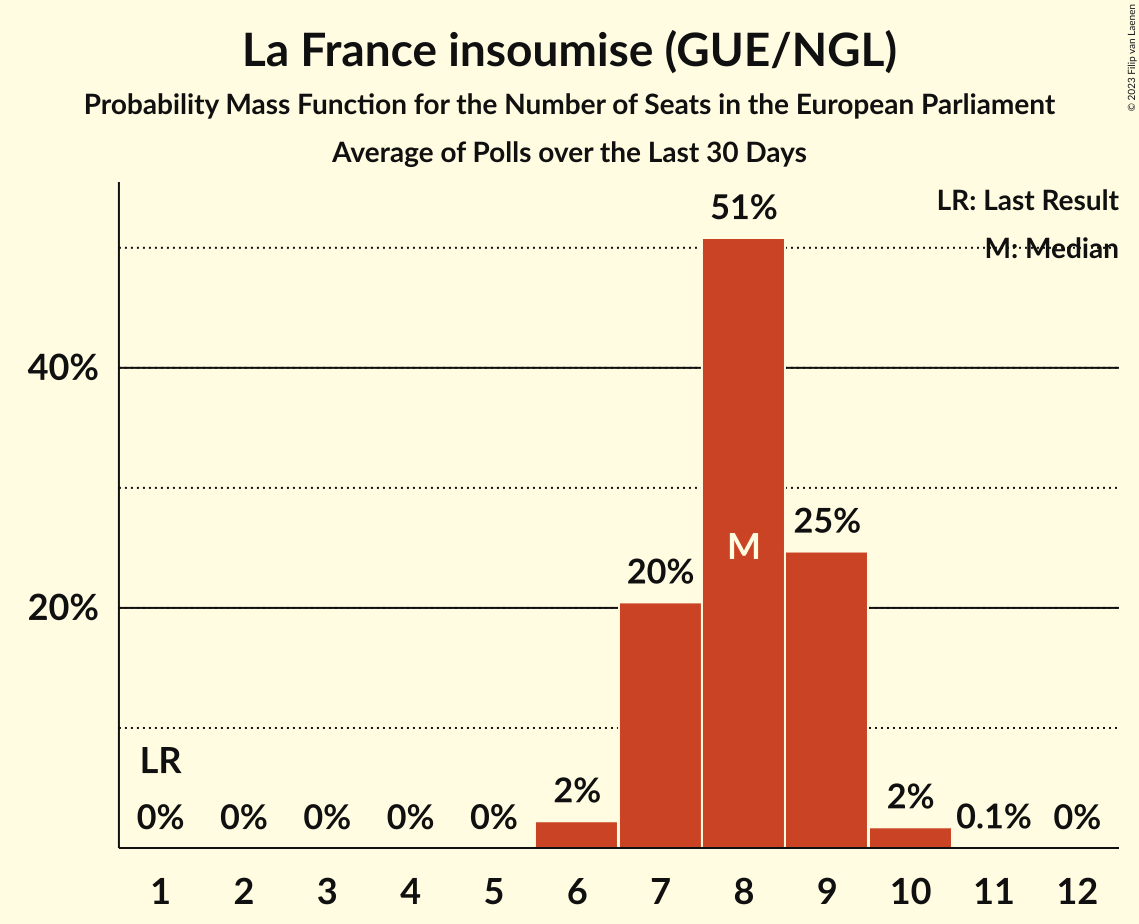 La France insoumise (GUE/NGL)
Probability Mass Function for the Number of Seats in the European Parliament
Average of Polls over the Last 30 Days
© 2023 Filip van Laenen
LR: Last Result
M: Median
40%
20%
LR
0%
0%
0%
0%
0%
2%
20%
51%
M
25%
2%
0.1%
0%
1 2 3 4 5 6 7 8 9 10 11 12